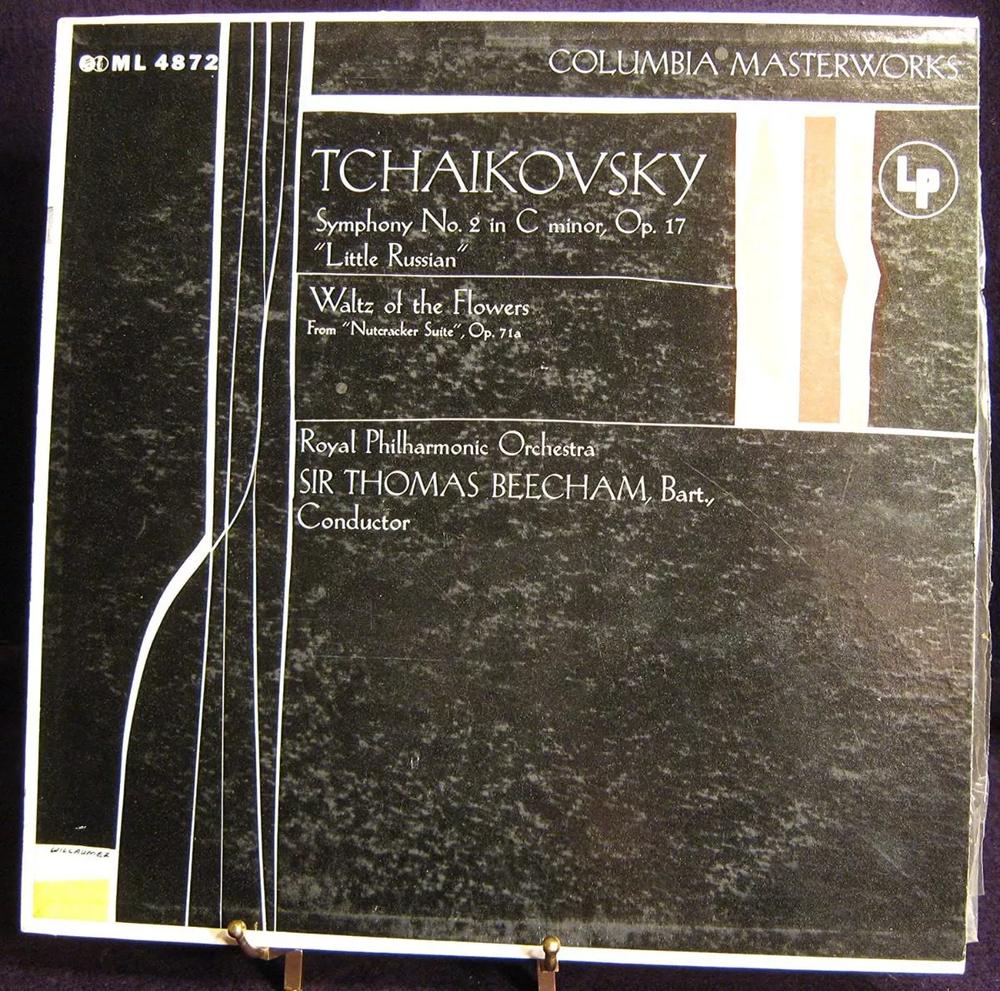 ML 4872
COLUMBIA MASTERWORKS
LP
TCHAIKOVSKY
Symphony No. 2 in C minor, Op. 17
"Little Russian"
Waltz of the Flowers
From "Nutcracker Suite", Op. 71a
Royal Philharmonic Orchestra
SIR THOMAS BEECHAM, Bart.,
Conductor